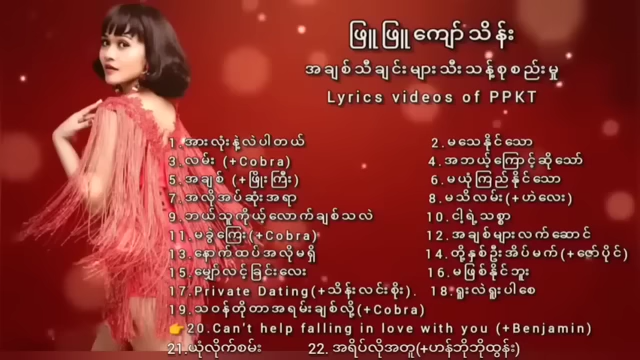 ဖြူဖြူကျော်သိန်း
အချစ်သီချင်းများသီးသန့်စုစည်းမှု
Lyrics videos of PPKT
1. အားလုံးနဲ့လဲပါတယ် 2. မသေနိုင်သော
3. လမ်း (+Cobra) 4. အဘယ့်ကြောင့်ဆိုသော်
5. အချစ် (+ဖြိုးကြီး) 6. မယုံကြည်နိုင်သော
7. အလိုအပ်ဆုံးအရာ 8. မသိလမ်း(+ဟဲလေး)
9. ဘယ်သူကိုယ့်လောက်ချစ်သလဲ 10. ငါ့ရဲ့သစ္စာ
11. မခွဲကြေး(+Cobra) 12. အချစ်များလက်ဆောင်
13. နောက်ထပ်အလိုမရှိ 14. တို့နှစ်ဦးအိပ်မက်(+ဇော်ပိုင်)
15. မျှော်လင့်ခြင်းလေး 16. မဖြစ်နိုင်ဘူး
17. Private Dating(+သိန်းလင်းစိုး). 18. ရူးလဲရူးပါစေ
19. သဝန်တိုတာအရမ်းချစ်လို့(+Cobra)
👉20. Can't help falling in love with you (+Benjamin)
21. ယုံလိုက်စမ်း 22. အရိပ်လိုအတူ(+ဟန်ဘိုဘိုထွန်း)